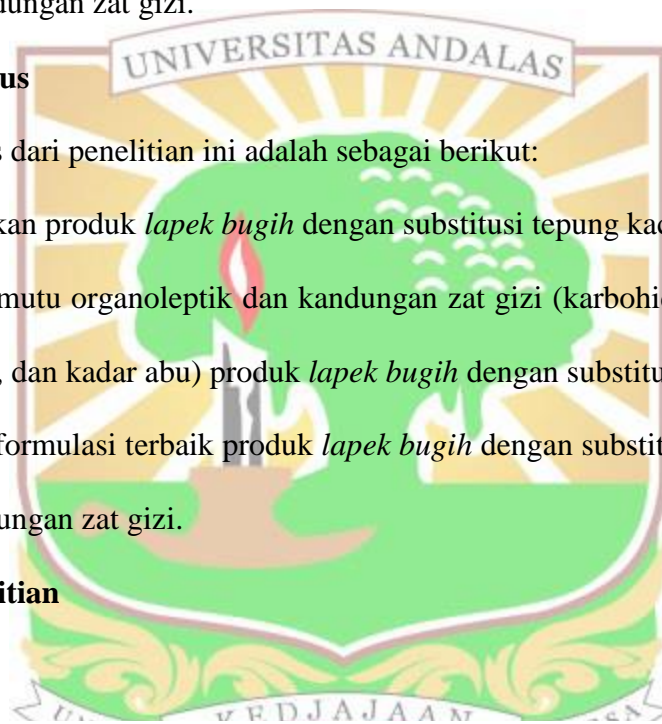 dungan zat gizi.
UNIVERSITAS ANDALAS
us
s dari penelitian ini adalah sebagai berikut:
kan produk lapek bugih dengan substitusi tepung kac
mutu organoleptik dan kandungan zat gizi (karbohid
, dan kadar abu) produk lapek bugih dengan substitu
formulasi terbaik produk lapek bugih dengan substit
ungan zat gizi.
itian
KEDJAJAAN